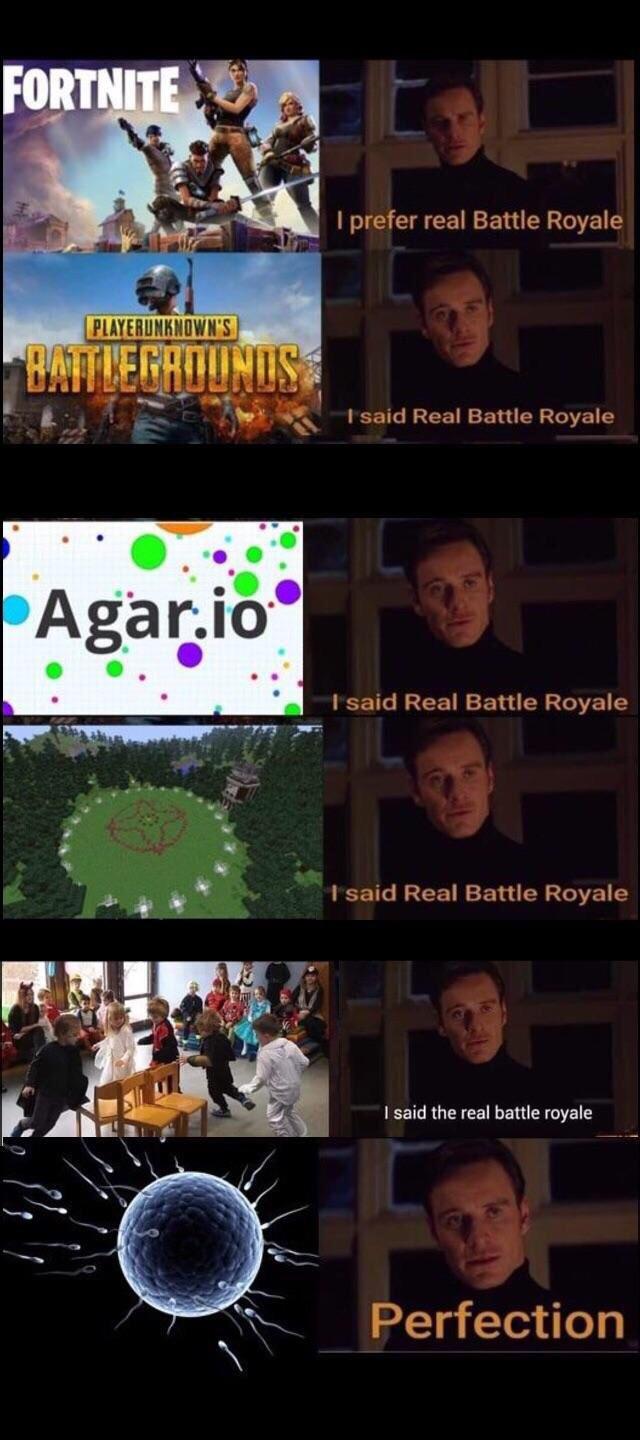 FORTNITE
I prefer real Battle Royale
PLAYERUNKNOWN'S
BATTLEGROUNDS
I said Real Battle Royale
Agar.io
I said Real Battle Royale
I said Real Battle Royale
I said the real battle royale
Perfection